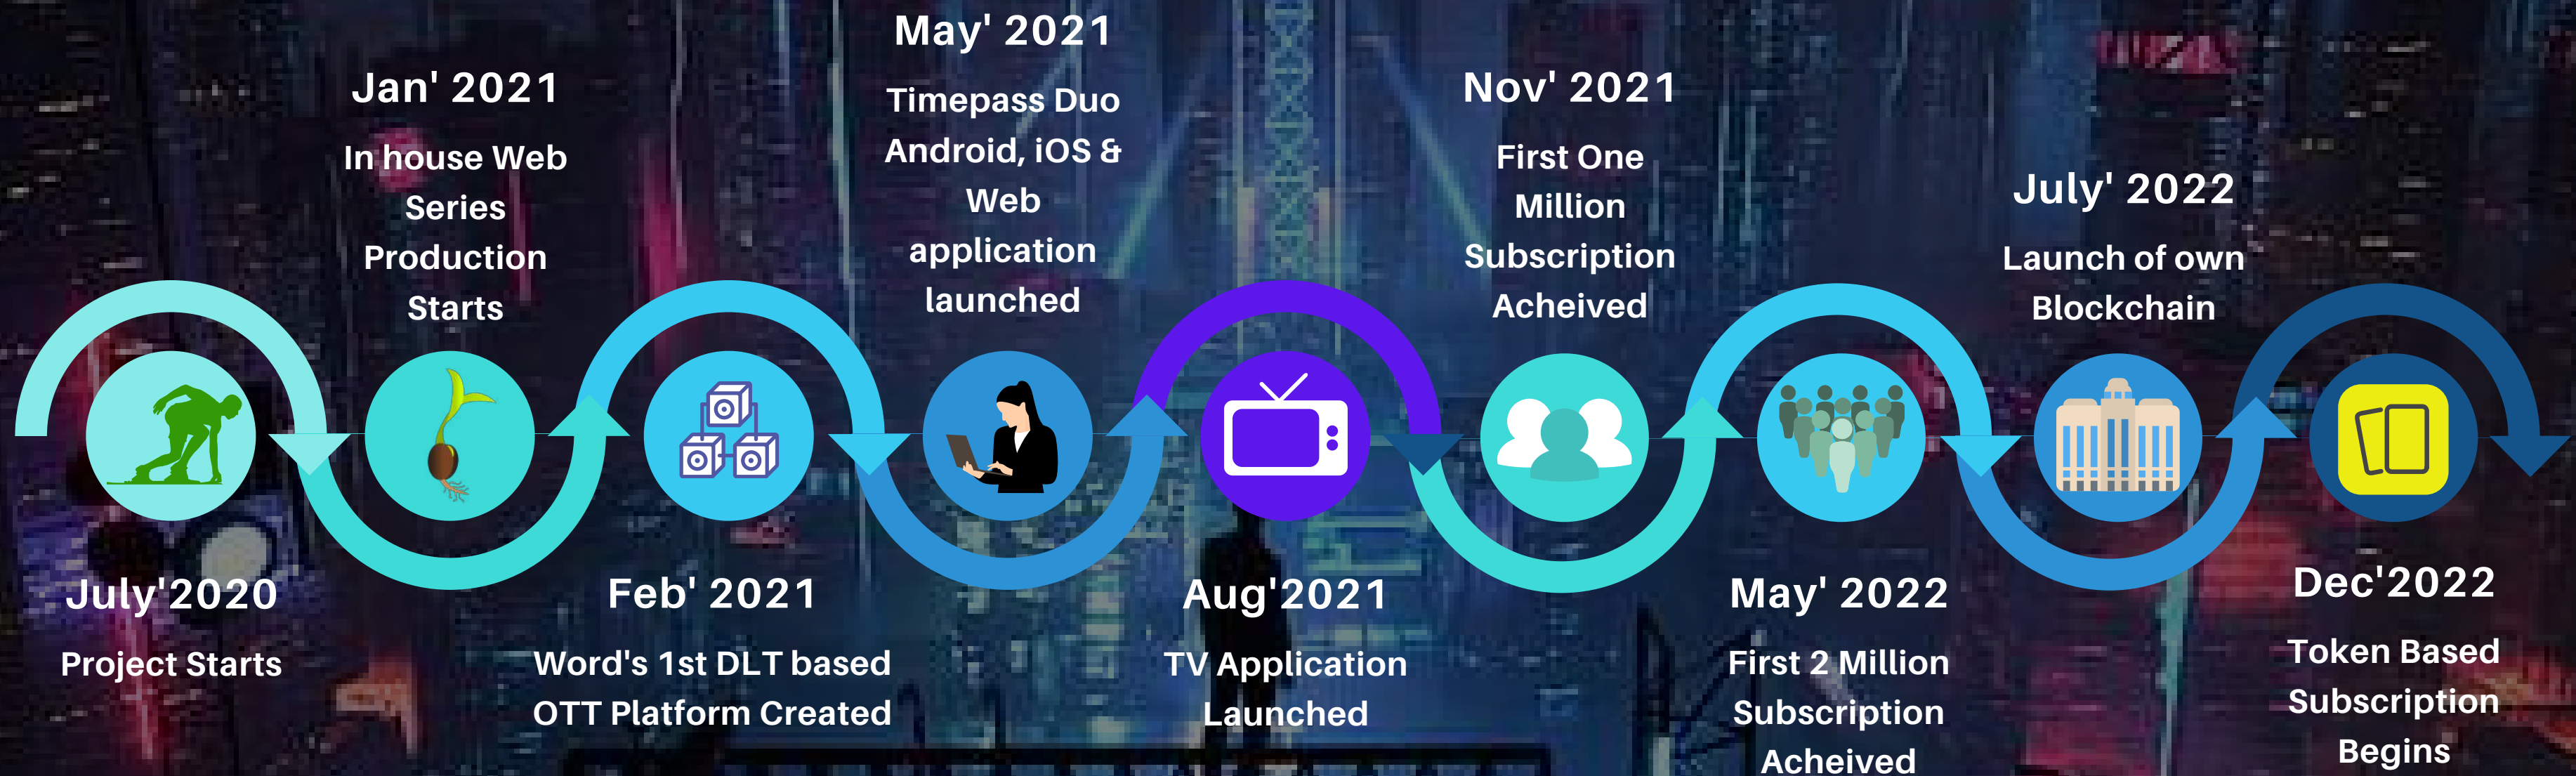 July'2020
Project Starts
Jan' 2021
In house Web
Series
Production
Starts
Feb' 2021
Word's 1st DLT based
OTT Platform Created
May' 2021
Timepass Duo
Android, iOS &
Web
application
launched
Aug'2021
TV Application
Launched
Nov' 2021
First One
Million
Subscription
Acheived
May' 2022
First 2 Million
Subscription
Acheived
July' 2022
Launch of own
Blockchain
Dec'2022
Token Based
Subscription
Begins